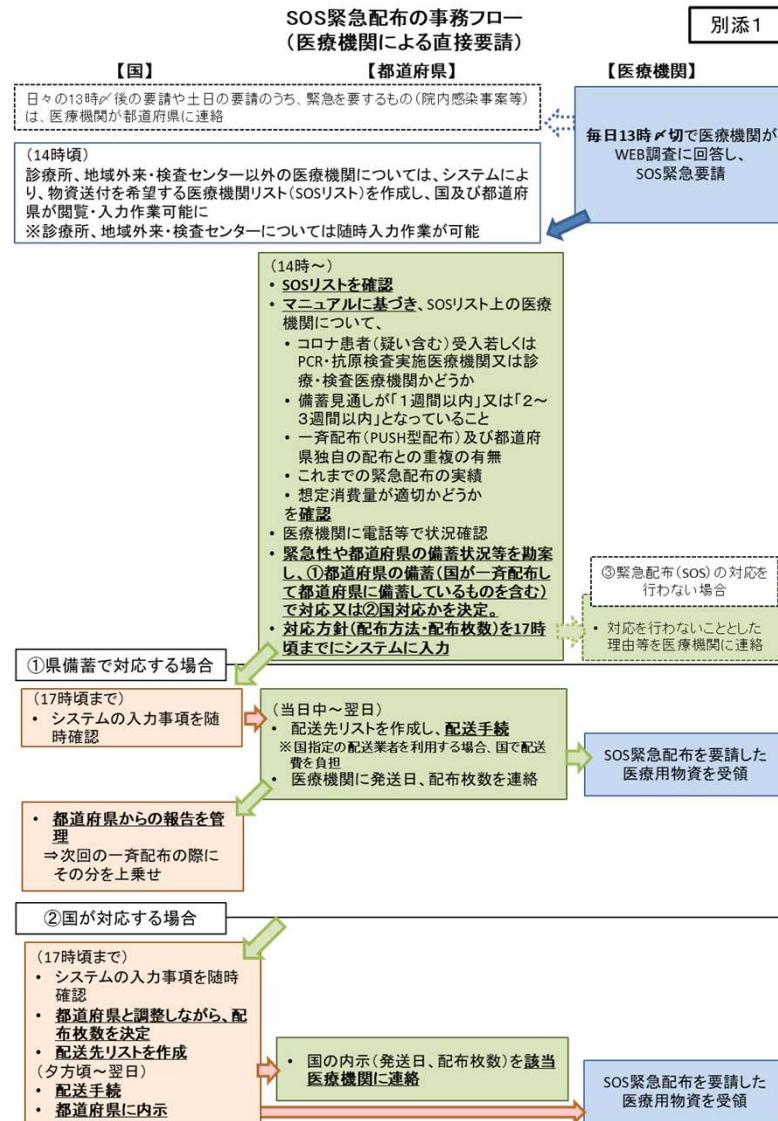 SOS緊急配布の事務フロー
（医療機関による直接要請）
別添1
【国】
【都道府県】
【医療機関】
日々の13時〆後の要請や土日の要請のうち、緊急を要するもの（院内感染事案等）
は、医療機関が都道府県に連絡
毎日13時〆切で医療機関が
WEB調査に回答し、
SOS緊急要請
（14時頃）
診療所、地域外来・検査センター以外の医療機関については、システムによ
り、物資送付を希望する医療機関リスト（SOSリスト）を作成し、国及び都道府
県が閲覧・入力作業可能に
※診療所、地域外来・検査センターについては随時入力作業が可能
（14時～）
• SOSリストを確認
• マニュアルに基づき、SOSリスト上の医療
機関について、
• コロナ患者（疑い含む）受入若しくは
PCR・抗原検査実施医療機関又は診
療・検査医療機関かどうか
• 備蓄見通しが「1週間以内」又は「2～
3週間以内」となっていること
• 一斉配布（PUSH型配布）及び都道府
県独自の配布との重複の有無
• これまでの緊急配布の実績
• 想定消費量が適切かどうか
を確認
• 医療機関に電話等で状況確認
• 緊急性や都道府県の備蓄状況等を勘案
し、①都道府県の備蓄（国が一斉配布し
て都道府県に備蓄しているものを含む）
で対応又は②国対応かを決定。
• 対応方針（配布方法・配布枚数）を17時
頃までにシステムに入力
③緊急配布（SOS）の対応を
行わない場合
• 対応を行わないこととした
理由等を医療機関に連絡
①県備蓄で対応する場合
（17時頃まで）
• システムの入力事項を随
時確認
（当日中～翌日）
• 配送先リストを作成し、配送手続
※国指定の配送業者を利用する場合、国で配送
費を負担
• 医療機関に発送日、配布枚数を連絡
SOS緊急配布を要請した
医療用物資を受領
• 都道府県からの報告を管
理
⇒次回の一斉配布の際に
その分を上乗せ
②国が対応する場合
（17時頃まで）
• システムの入力事項を随時
確認
• 都道府県と調整しながら、配
布枚数を決定
• 配送先リストを作成
（夕方頃～翌日）
• 配送手続
• 都道府県に内示
• 国の内示（発送日、配布枚数）を該当
医療機関に連絡
SOS緊急配布を要請した
医療用物資を受領